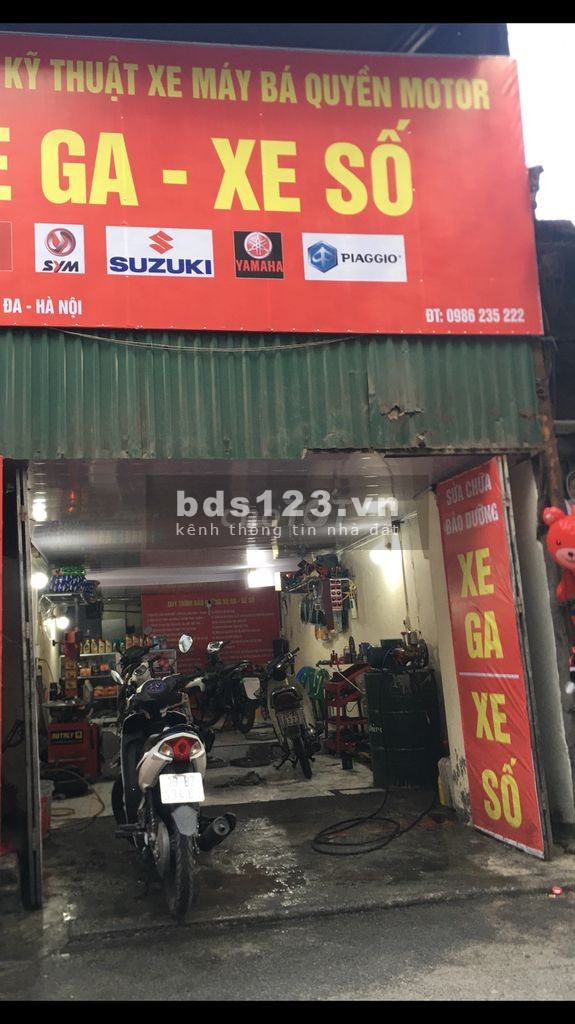 KỸ THUẬT XE MÁY BÁ QUYỀN MOTOR
GA - XE SỐ
SYM
SUZUKI
YAMAHA
PIAGGIO
ĐA - HÀ NỘI
ĐT: 0986 235 222
bds123.vn
kênh thông tin nhà đất
SỬA CHỮA
BẢO DƯỠNG
XE
GA
XE
SỐ